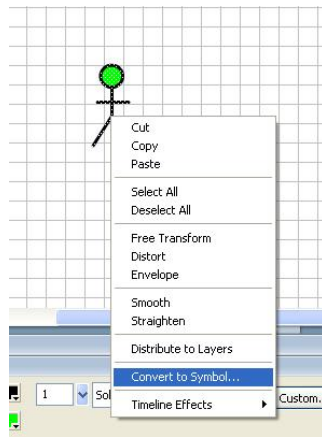 Cut
Copy
Paste
Select All
Deselect All
Free Transform
Distort
Envelope
Smooth
Straighten
Distribute to Layers
Convert to Symbol...
1
Sol
Custom.
Timeline Effects